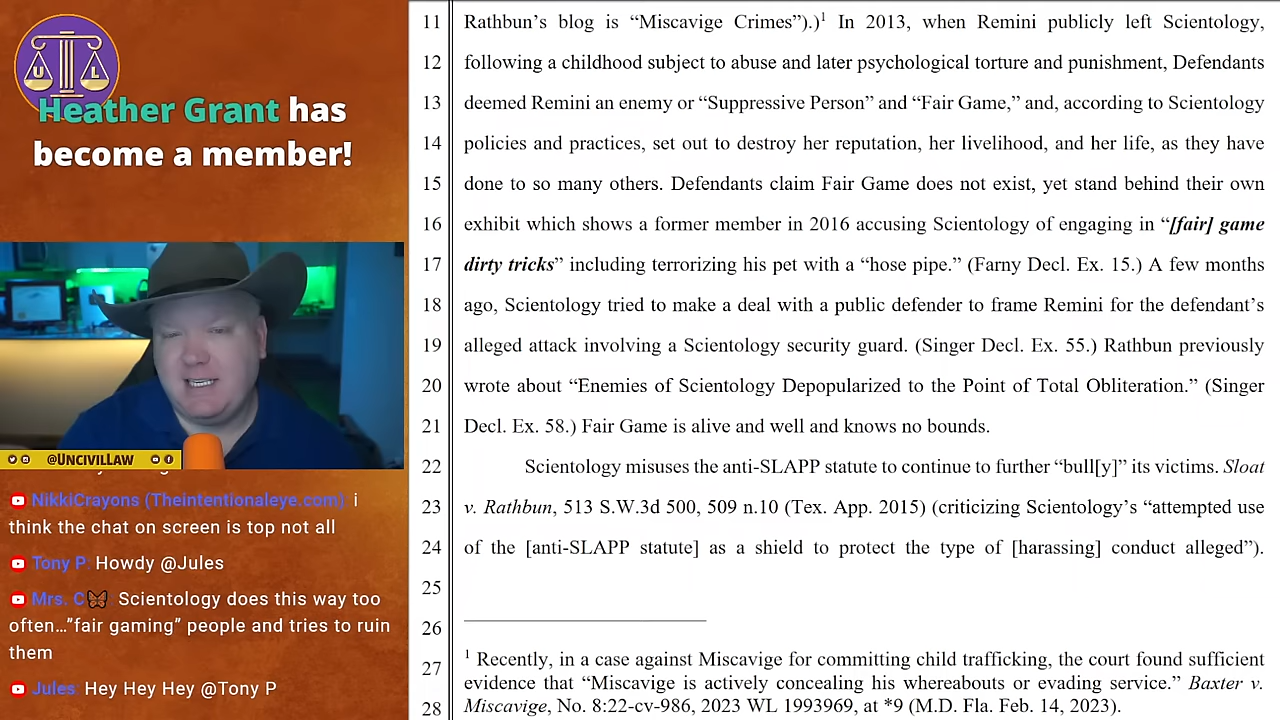 U L
Heather Grant has
become a member!
@UNCIVILLAW
NikkiCrayons (Theintentionaleye.com): i
think the chat on screen is top not all
Tony P: Howdy @Jules
Mrs. C Scientology does this way too
often…”fair gaming” people and tries to ruin
them
Jules: Hey Hey Hey @Tony P
11 Rathbun’s blog is “Miscavige Crimes”).)1 In 2013, when Remini publicly left Scientology,
12 following a childhood subject to abuse and later psychological torture and punishment, Defendants
13 deemed Remini an enemy or “Suppressive Person” and “Fair Game,” and, according to Scientology
14 policies and practices, set out to destroy her reputation, her livelihood, and her life, as they have
15 done to so many others. Defendants claim Fair Game does not exist, yet stand behind their own
16 exhibit which shows a former member in 2016 accusing Scientology of engaging in “[fair] game
17 dirty tricks” including terrorizing his pet with a “hose pipe.” (Farny Decl. Ex. 15.) A few months
18 ago, Scientology tried to make a deal with a public defender to frame Remini for the defendant’s
19 alleged attack involving a Scientology security guard. (Singer Decl. Ex. 55.) Rathbun previously
20 wrote about “Enemies of Scientology Depopularized to the Point of Total Obliteration.” (Singer
21 Decl. Ex. 58.) Fair Game is alive and well and knows no bounds.
22 Scientology misuses the anti-SLAPP statute to continue to further “bull[y]” its victims. Sloat
23 v. Rathbun, 513 S.W.3d 500, 509 n.10 (Tex. App. 2015) (criticizing Scientology’s “attempted use
24 of the [anti-SLAPP statute] as a shield to protect the type of [harassing] conduct alleged”).
25
26
27 1 Recently, in a case against Miscavige for committing child trafficking, the court found sufficient
evidence that “Miscavige is actively concealing his whereabouts or evading service.” Baxter v.
28 Miscavige, No. 8:22-cv-986, 2023 WL 1993969, at *9 (M.D. Fla. Feb. 14, 2023).